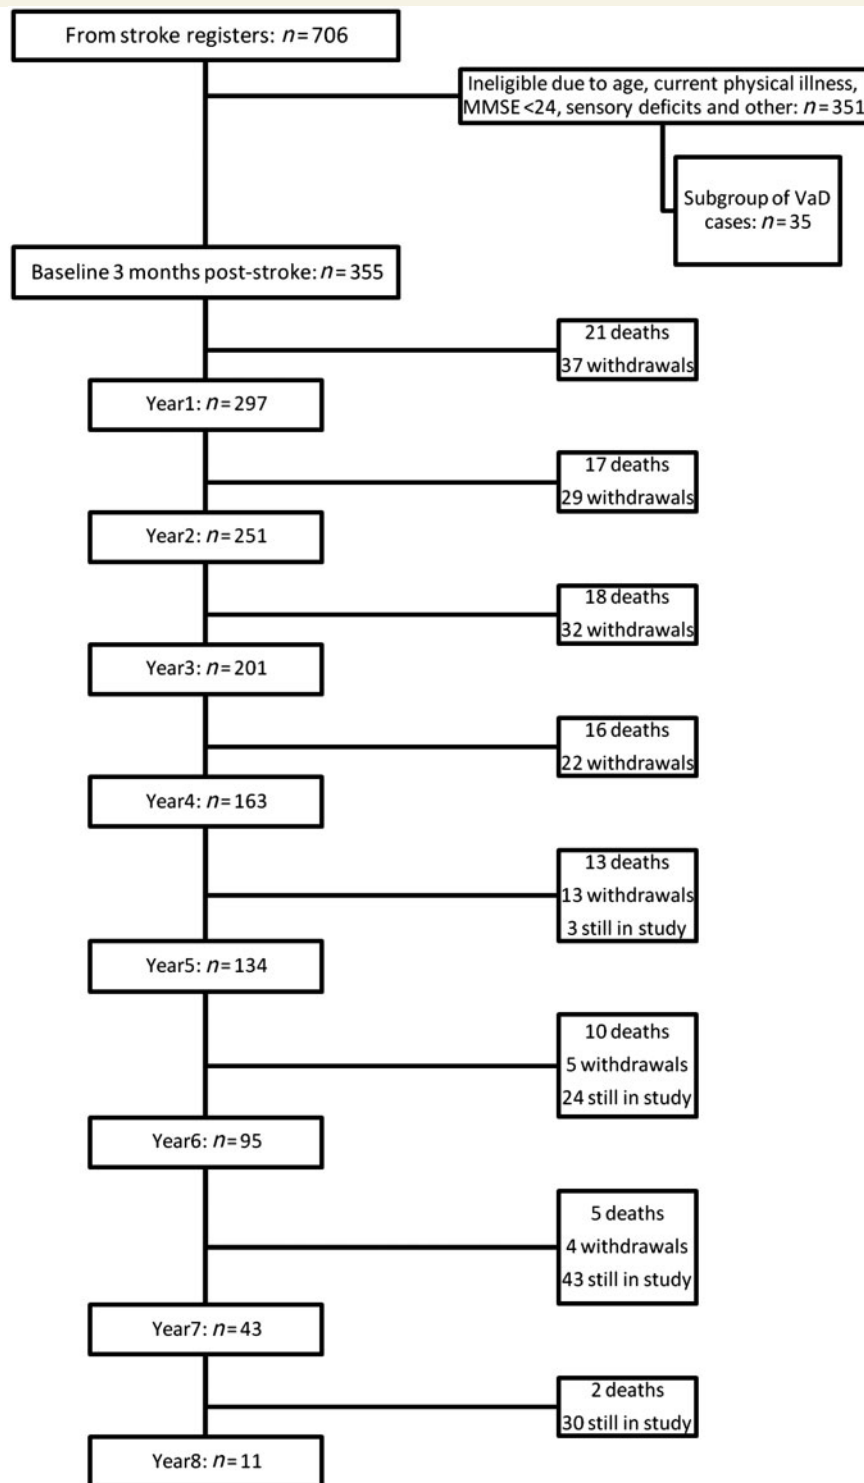 From stroke registers: n=706
Ineligible due to age, current physical illness,
MMSE <24, sensory deficits and other: n=351
Subgroup of VaD
cases: n=35
Baseline 3 months post-stroke: n=355
21 deaths
37 withdrawals
Year1: n=297
17 deaths
29 withdrawals
Year2: n=251
18 deaths
32 withdrawals
Year3: n=201
16 deaths
22 withdrawals
Year4: n=163
13 deaths
13 withdrawals
3 still in study
Year5: n=134
10 deaths
5 withdrawals
24 still in study
Year6: n=95
5 deaths
4 withdrawals
43 still in study
Year7: n=43
2 deaths
30 still in study
Year8: n=11